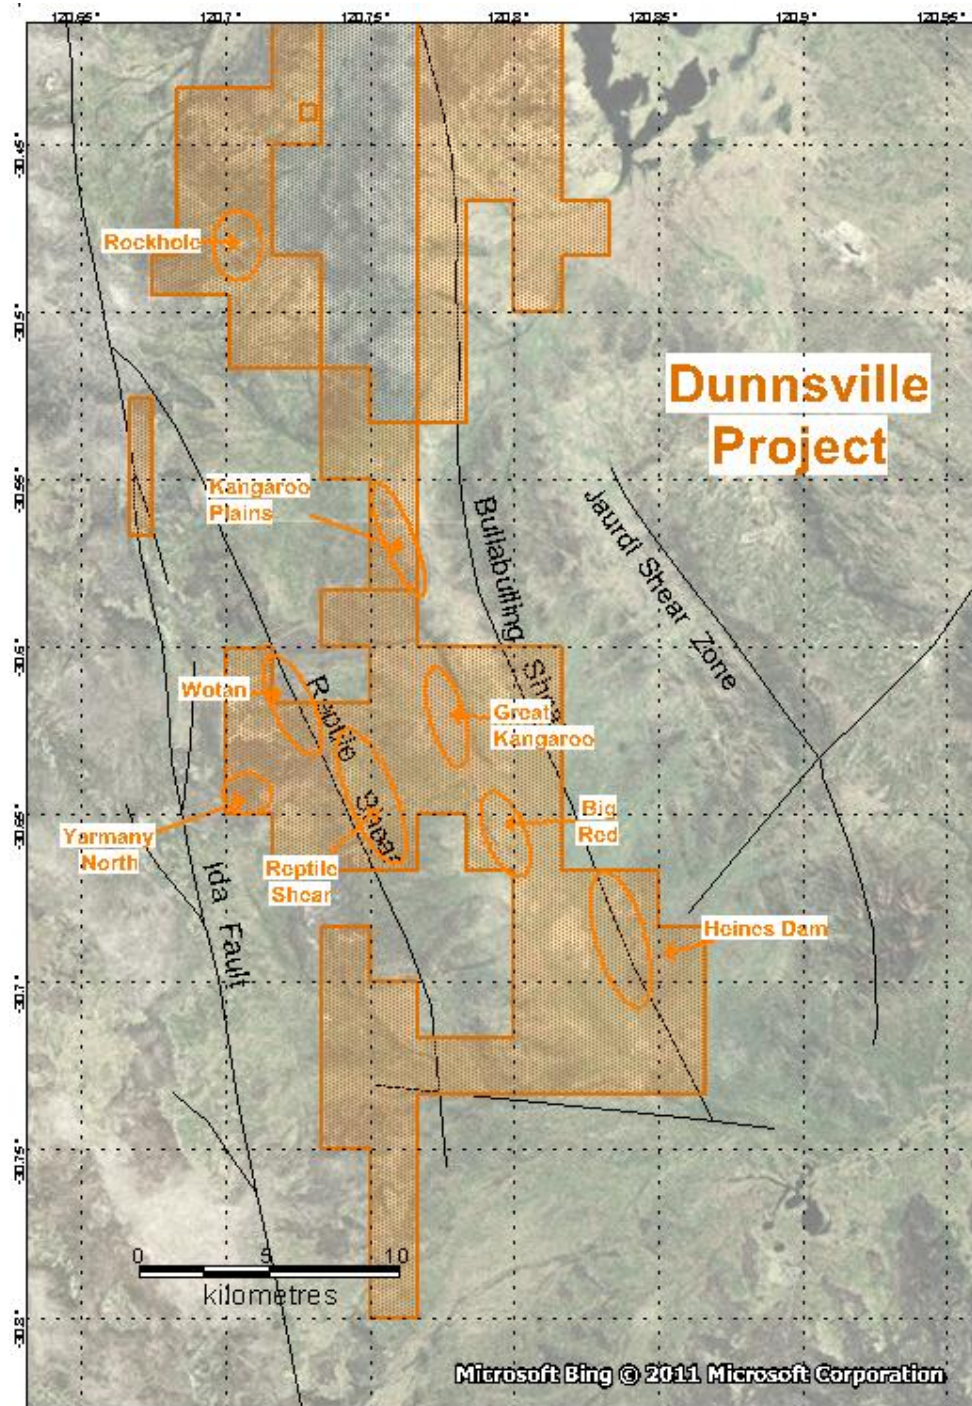 120.65° 120.7° 120.75° 120.8° 120.85° 120.9° 120.95°
-30.45°
Rockhole
-30.5°
Dunnsville
Project
-30.55°
Kangaroo
Plains
Bullabulling Shear
Jaurdi Shear Zone
-30.6°
Wotan
Reptile Shear
Great
Kangaroo
-30.65°
Big
Red
Yarmany
North
Reptile
Shear
Ida Fault
Heines Dam
-30.7°
-30.75°
0 5 10
kilometres
-30.8°
Microsoft Bing © 2011 Microsoft Corporation